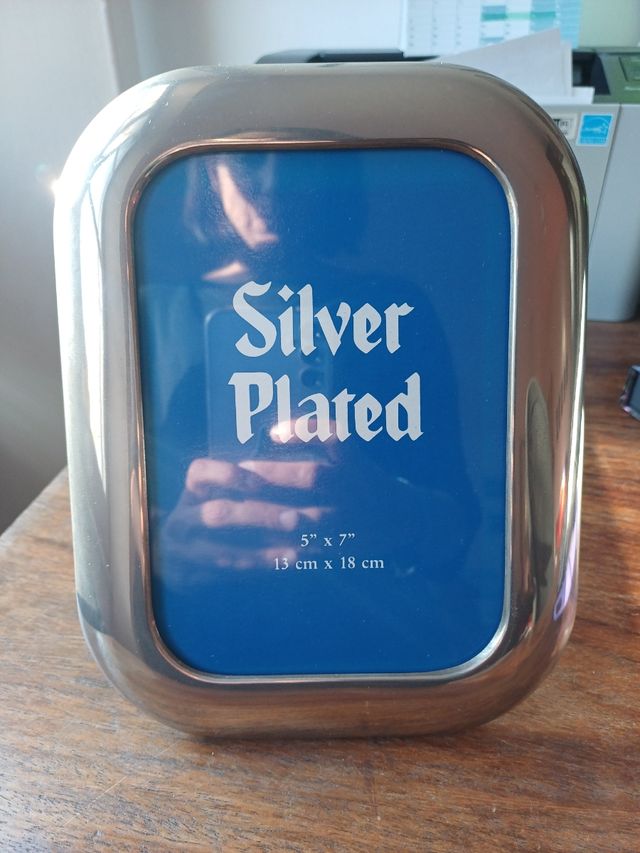 Silver
Plated
5” x 7”
13 cm x 18 cm